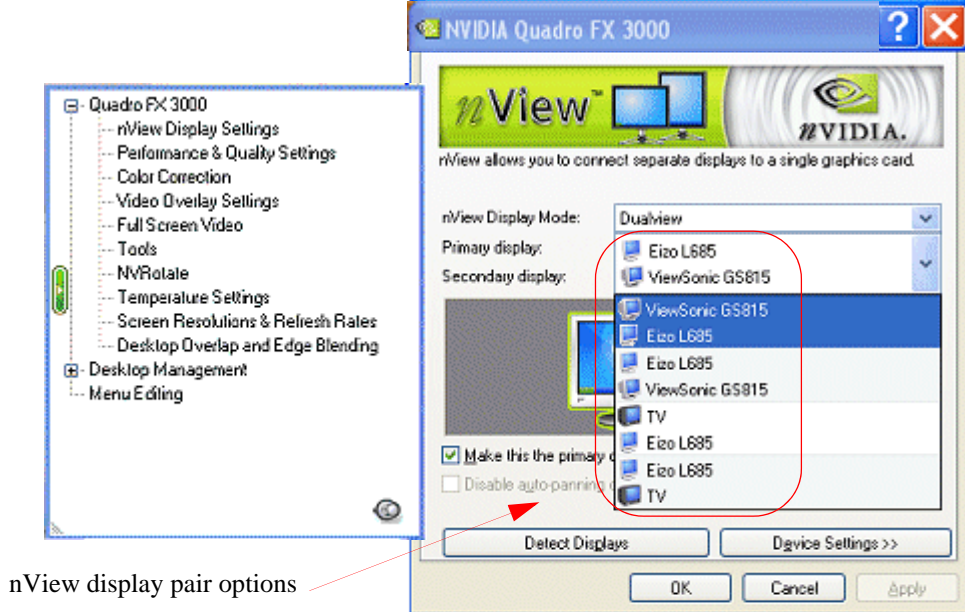 NVIDIA Quadro FX 3000
Quadro FX 3000
nView Display Settings
Performance & Quality Settings
Color Correction
Video Overlay Settings
Full Screen Video
Tools
NVRotate
Temperature Settings
Screen Resolutions & Refresh Rates
Desktop Overlap and Edge Blending
Desktop Management
Menu Editing
nView™
nVIDIA.
nView allows you to connect separate displays to a single graphics card.
nView Display Mode:
Dualview
Primary display:
Eizo L685
Secondary display:
ViewSonic GS815
ViewSonic GS815
Eizo L685
Eizo L685
ViewSonic GS815
TV
Eizo L685
Eizo L685
TV
Make this the primary
Disable auto-panning
Detect Displays
Device Settings >>
OK
Cancel
Apply
nView display pair options